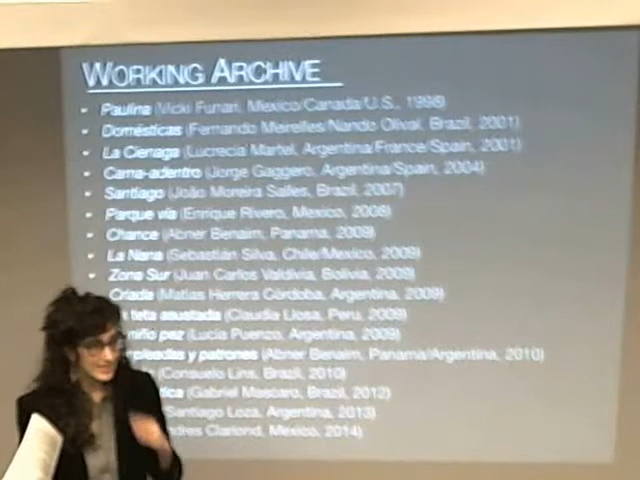 WORKING ARCHIVE
Paulina (Vicki Funari, Mexico/Canada/U.S., 1998)
Domésticas (Fernando Meirelles/Nando Olival, Brazil, 2001)
La Cienaga (Lucrecia Martel, Argentina/France/Spain, 2001)
Cama-adentro (Jorge Gaggero, Argentina/Spain, 2004)
Santiago (João Moreira Salles, Brazil, 2007)
Parque vía (Enrique Rivero, Mexico, 2008)
Chance (Abner Benaim, Panama, 2009)
La Nana (Sebastián Silva, Chile/Mexico, 2009)
Zona Sur (Juan Carlos Valdivia, Bolivia, 2009)
Criada (Matías Herrera Córdoba, Argentina, 2009)
teta asustada (Claudia Llosa, Peru, 2009)
niño pez (Lucía Puenzo, Argentina, 2009)
pleadas y patrones (Abner Benaim, Panama/Argentina, 2010)
(Consuelo Lins, Brazil, 2010)
tica (Gabriel Mascaro, Brazil, 2012)
Santiago Loza, Argentina, 2013)
ndres Clariond, Mexico, 2014)